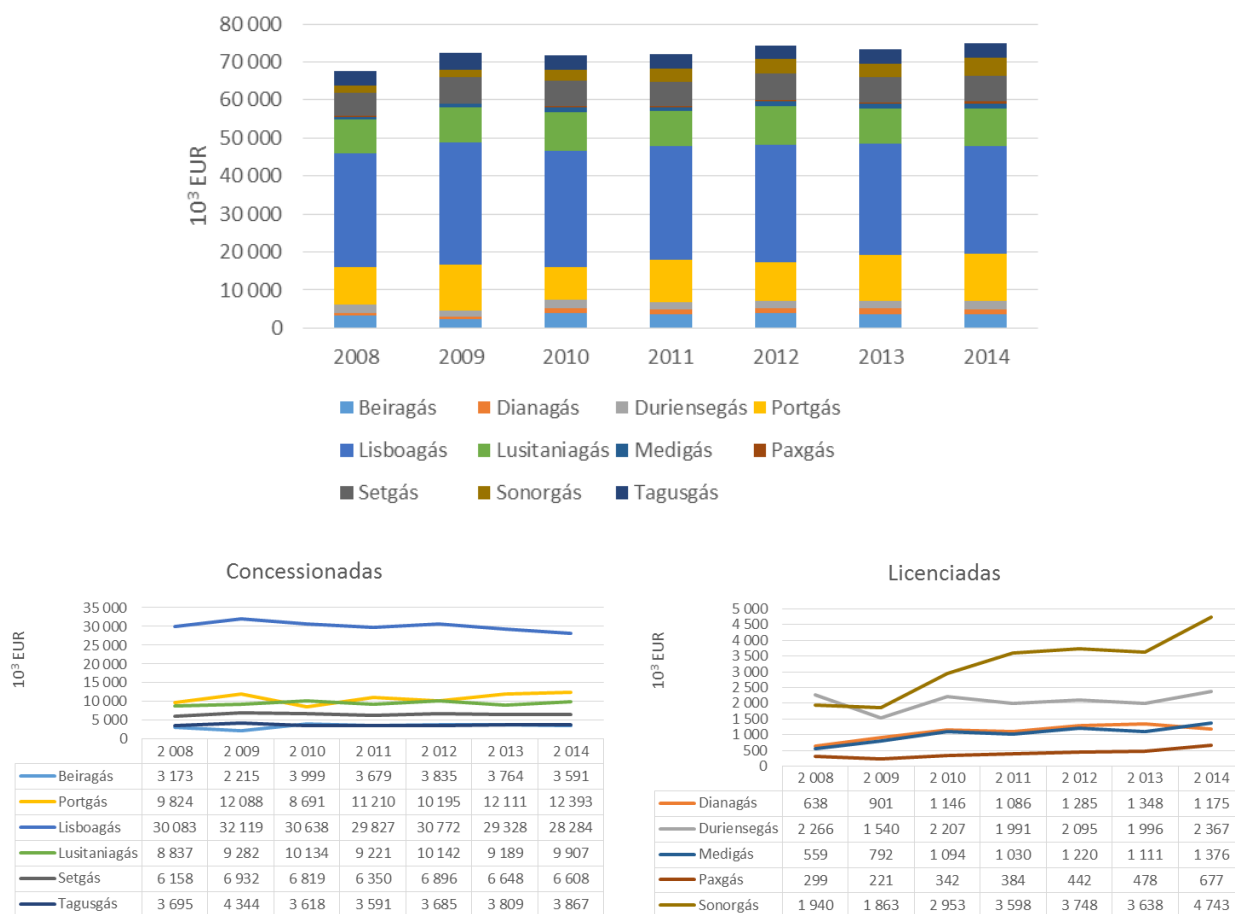 80 000
70 000
60 000
50 000
40 000
30 000
20 000
10 000
0
10³ EUR
2008 2009 2010 2011 2012 2013 2014
Beiragás Dianagás Duriensegás Portgás
Lisboagás Lusitaniagás Medigás Paxgás
Setgás Sonorgás Tagusgás
Concessionadas
10³ EUR
35 000
30 000
25 000
20 000
15 000
10 000
5 000
0
2 008 2 009 2 010 2 011 2 012 2 013 2 014
Beiragás 3 173 2 215 3 999 3 679 3 835 3 764 3 591
Portgás 9 824 12 088 8 691 11 210 10 195 12 111 12 393
Lisboagás 30 083 32 119 30 638 29 827 30 772 29 328 28 284
Lusitaniagás 8 837 9 282 10 134 9 221 10 142 9 189 9 907
Setgás 6 158 6 932 6 819 6 350 6 896 6 648 6 608
Tagusgás 3 695 4 344 3 618 3 591 3 685 3 809 3 867
Licenciadas
10³ EUR
5 000
4 500
4 000
3 500
3 000
2 500
2 000
1 500
1 000
500
0
2 008 2 009 2 010 2 011 2 012 2 013 2 014
Dianagás 638 901 1 146 1 086 1 285 1 348 1 175
Duriensegás 2 266 1 540 2 207 1 991 2 095 1 996 2 367
Medigás 559 792 1 094 1 030 1 220 1 111 1 376
Paxgás 299 221 342 384 442 478 677
Sonorgás 1 940 1 863 2 953 3 598 3 748 3 638 4 743